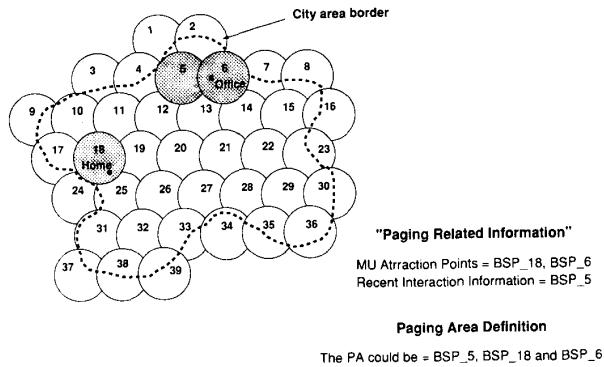 City area border
1 2
3 4 5 6 7 8
Office
9 10 11 12 13 14 15 16
17 18 19 20 21 22 23
Home
24 25 26 27 28 29 30
31 32 33 34 35 36
37 38 39
"Paging Related Information"
MU Atrraction Points = BSP_18, BSP_6
Recent Interaction Information = BSP_5
Paging Area Definition
The PA could be = BSP_5, BSP_18 and BSP_6